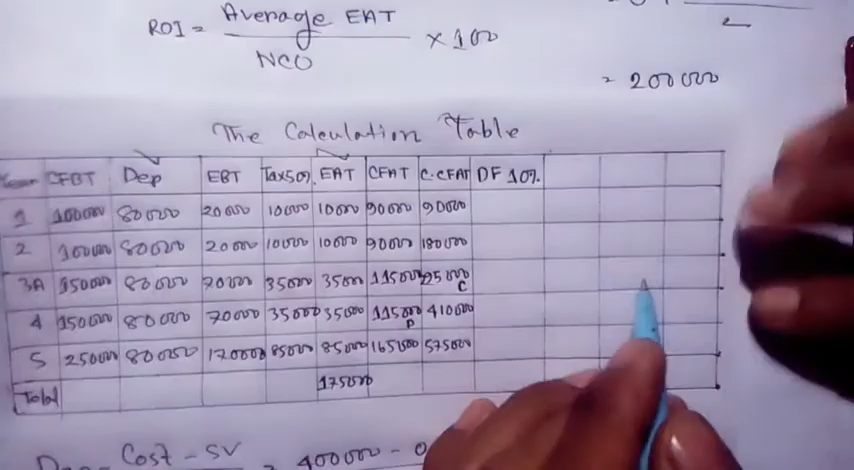 ROI = Average EAT / NCO × 100
= 200000
The Calculation Table
CFBT Dep EBT Tax50% EAT CFAT C.CFAT DF 10%
1 100000 80000 20000 10000 10000 90000 90000
2 100000 80000 20000 10000 10000 90000 180000
3A 150000 80000 70000 35000 35000 115000 C
4 150000 80000 70000 35000 35000 115000 D 410000
5 250000 80000 170000 85000 85000 165000 575000
Total 175000
Cost - SV = 400000 - 0